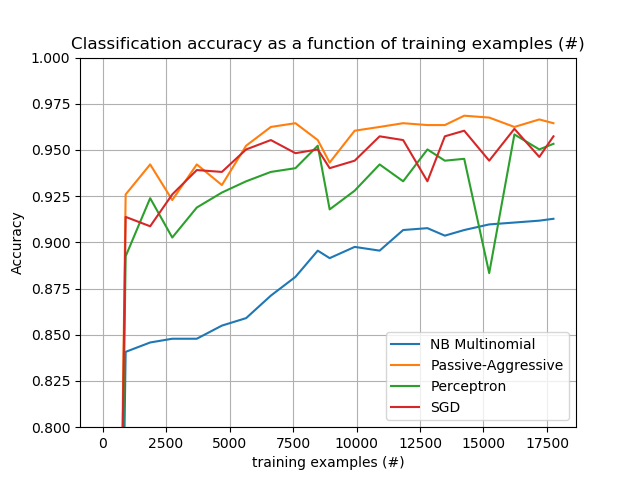 Classification accuracy as a function of training examples (#)
1.000
0.975
0.950
0.925
0.900
0.875
0.850
0.825
0.800
Accuracy
NB Multinomial
Passive-Aggressive
Perceptron
SGD
0 2500 5000 7500 10000 12500 15000 17500
training examples (#)